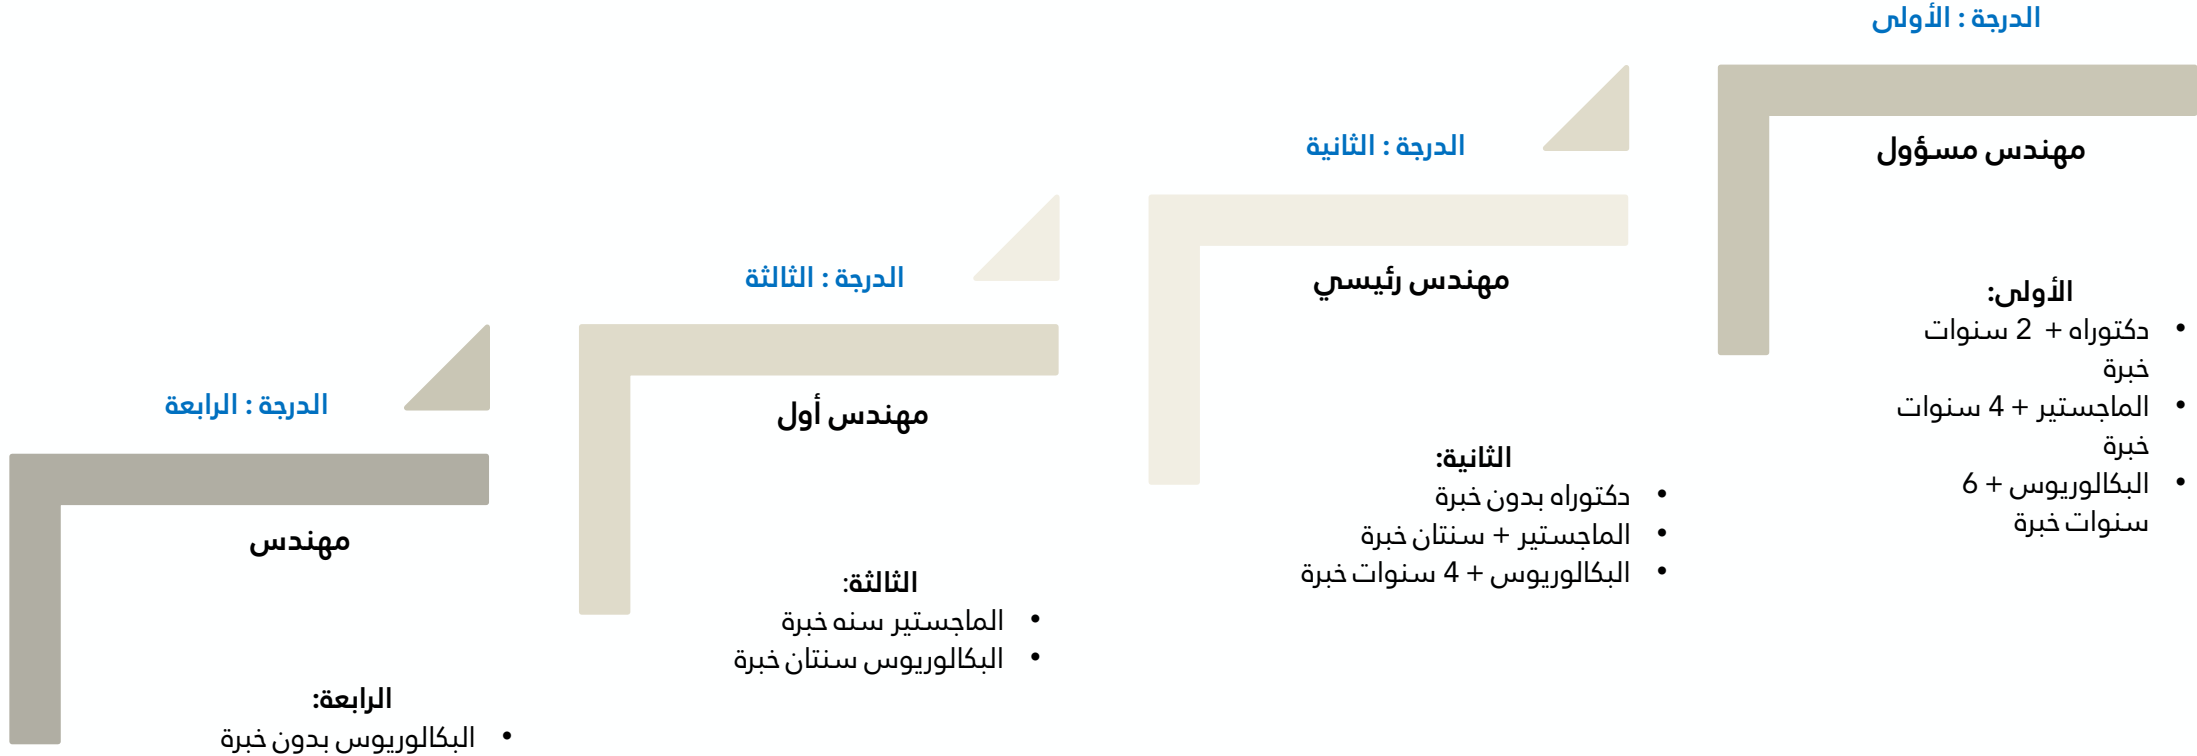 الدرجة : الأولى
مهندس مسؤول
الأولى:
• دكتوراه + 2 سنوات
خبرة
• الماجستير + 4 سنوات
خبرة
• البكالوريوس + 6
سنوات خبرة
الدرجة : الثانية
مهندس رئيسي
الثانية:
• دكتوراه بدون خبرة
• الماجستير + سنتان خبرة
• البكالوريوس + 4 سنوات خبرة
الدرجة : الثالثة
مهندس أول
الثالثة:
• الماجستير سنه خبرة
• البكالوريوس سنتان خبرة
الدرجة : الرابعة
مهندس
الرابعة:
• البكالوريوس بدون خبرة